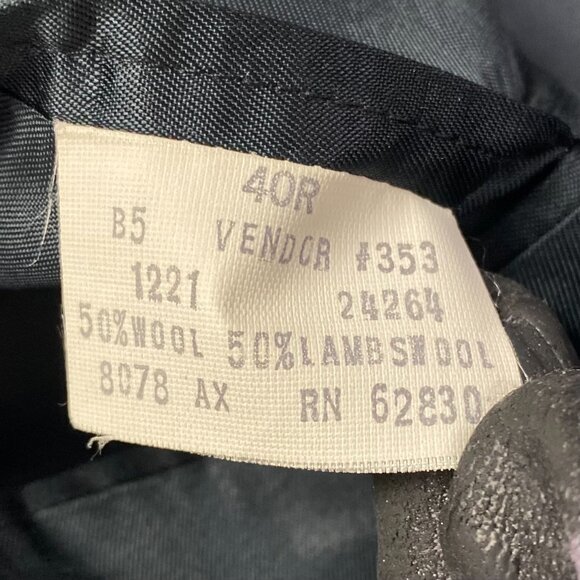 40R
B5 VENDOR #353
1221 24264
50%WOOL 50%LAMBSWOOL
8078 AX RN 62830